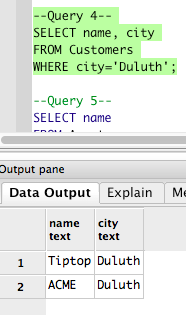 --Query 4--
SELECT name, city
FROM Customers
WHERE city='Duluth';
--Query 5--
SELECT name
Output pane
Data Output Explain
name city
text text
1 Tiptop Duluth
2 ACME Duluth